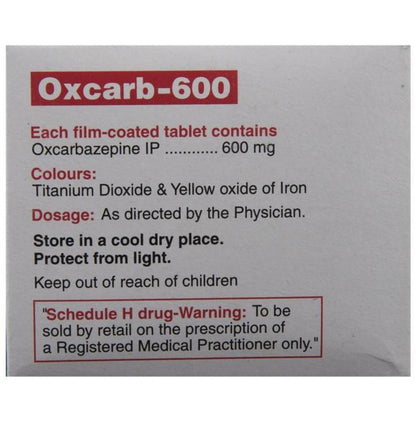 Oxcarb-600
Each film-coated tablet contains
Oxcarbazepine IP ............ 600 mg
Colours:
Titanium Dioxide & Yellow oxide of Iron
Dosage: As directed by the Physician.
Store in a cool dry place.
Protect from light.
Keep out of reach of children
"Schedule H drug-Warning: To be
sold by retail on the prescription of
a Registered Medical Practitioner only."